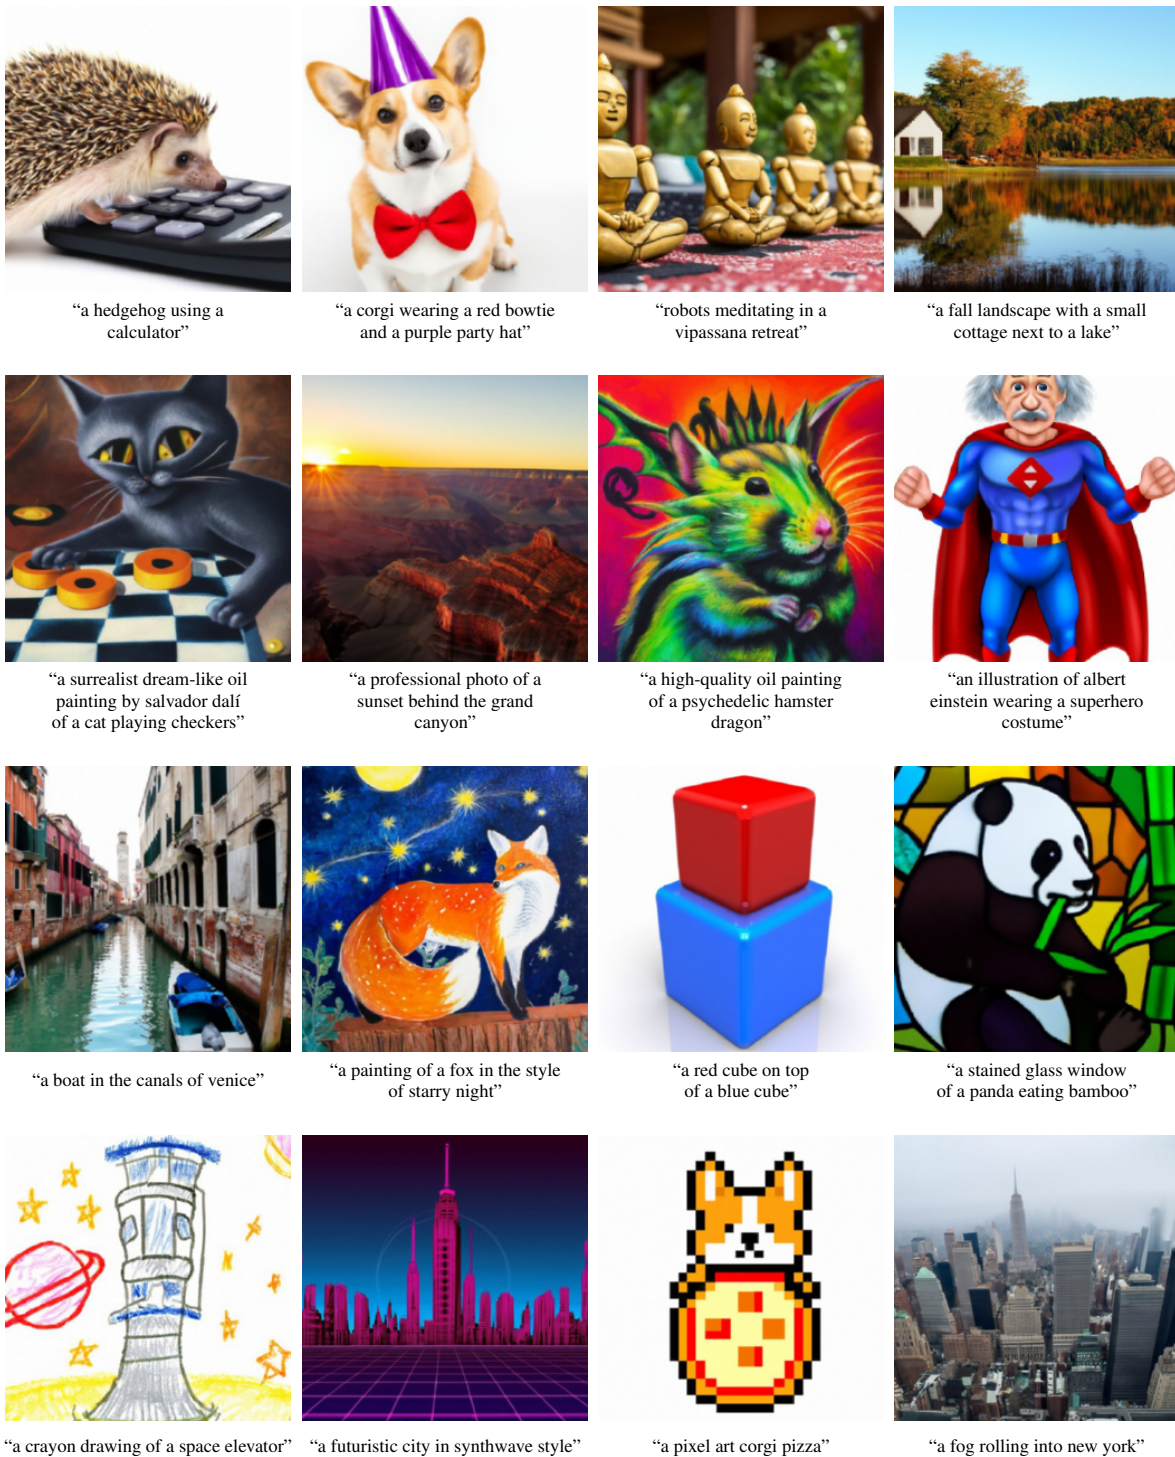 “a hedgehog using a
calculator”
“a corgi wearing a red bowtie
and a purple party hat”
“robots meditating in a
vipassana retreat”
“a fall landscape with a small
cottage next to a lake”
“a surrealist dream-like oil
painting by salvador dalí
of a cat playing checkers”
“a professional photo of a
sunset behind the grand
canyon”
“a high-quality oil painting
of a psychedelic hamster
dragon”
“an illustration of albert
einstein wearing a superhero
costume”
“a boat in the canals of venice”
“a painting of a fox in the style
of starry night”
“a red cube on top
of a blue cube”
“a stained glass window
of a panda eating bamboo”
“a crayon drawing of a space elevator”
“a futuristic city in synthwave style”
“a pixel art corgi pizza”
“a fog rolling into new york”